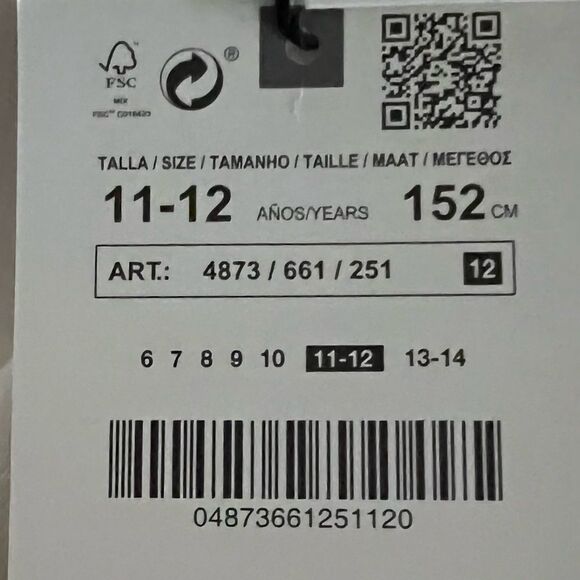 FSC
MIX
®
TALLA / SIZE / TAMANHO / TAILLE / MAAT / ΜΕΓΕΘΟΣ
11-12 AÑOS/YEARS 152 CM
ART.: 4873 / 661 / 251 12
6 7 8 9 10 11-12 13-14
04873661251120